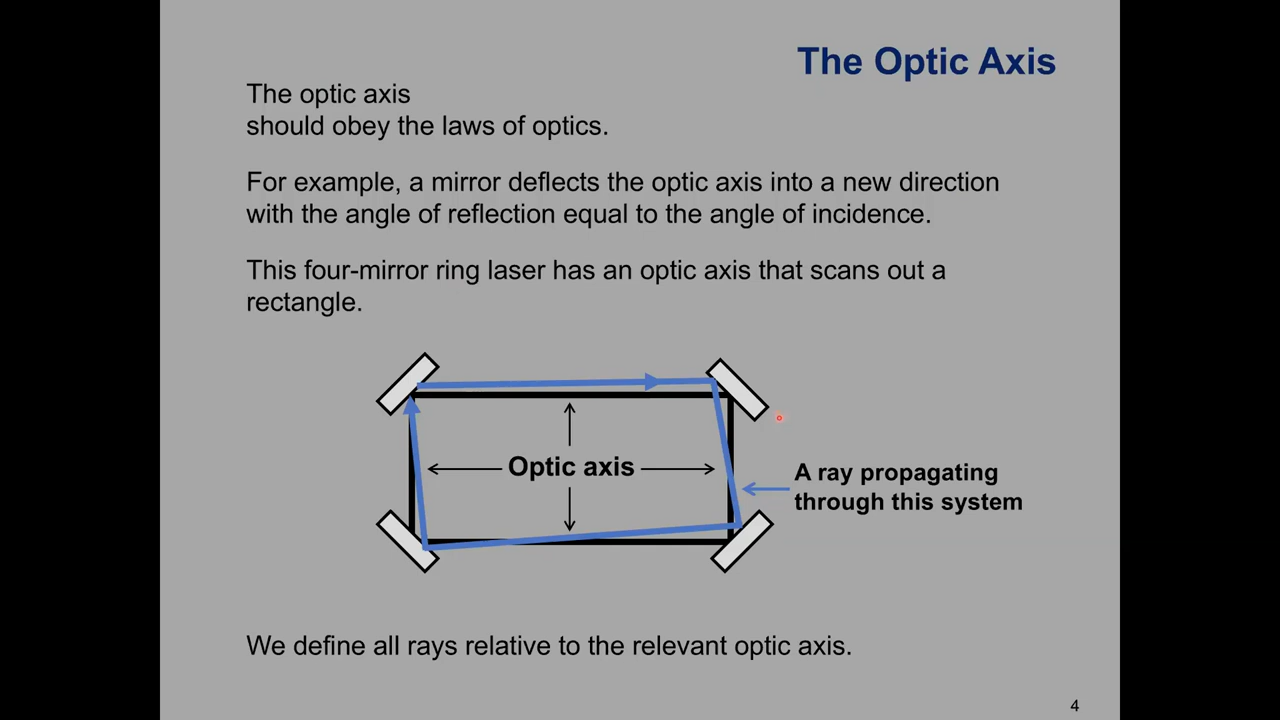 The Optic Axis
The optic axis
should obey the laws of optics.
For example, a mirror deflects the optic axis into a new direction
with the angle of reflection equal to the angle of incidence.
This four-mirror ring laser has an optic axis that scans out a
rectangle.
Optic axis
A ray propagating
through this system
We define all rays relative to the relevant optic axis.
4